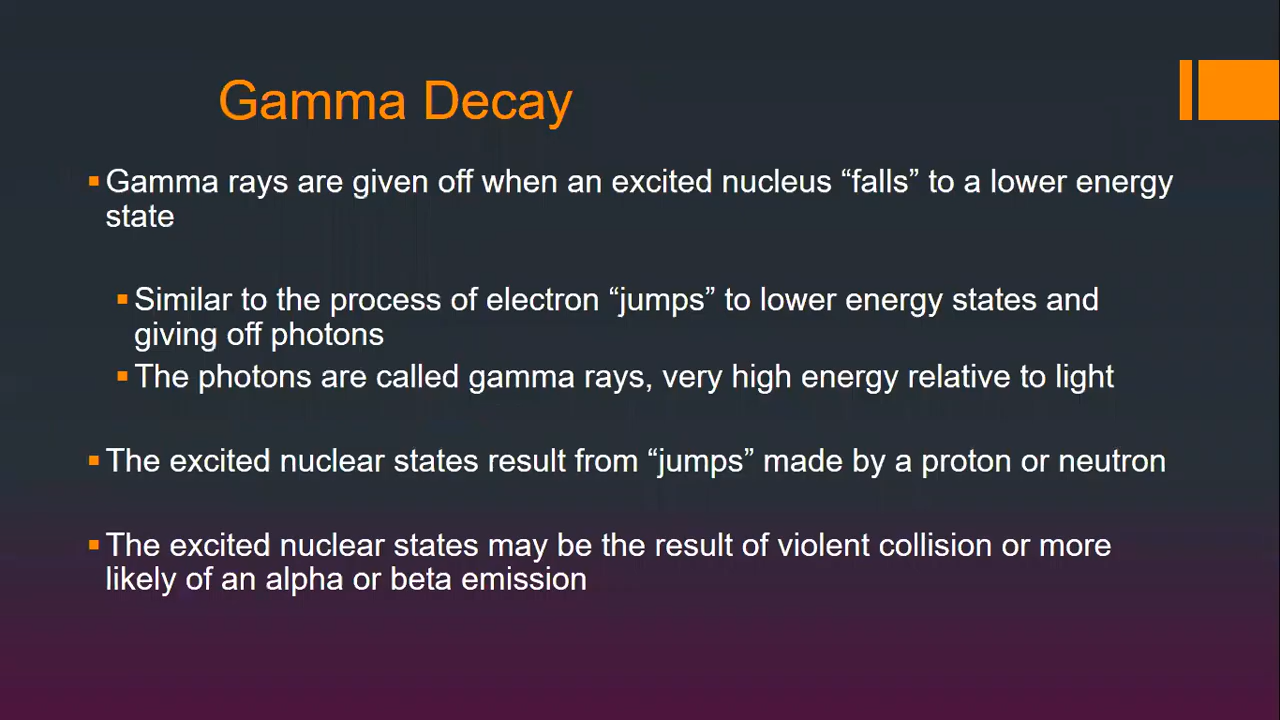 Gamma Decay
▪Gamma rays are given off when an excited nucleus “falls” to a lower energy
state
▪Similar to the process of electron “jumps” to lower energy states and
giving off photons
▪The photons are called gamma rays, very high energy relative to light
▪The excited nuclear states result from “jumps” made by a proton or neutron
▪The excited nuclear states may be the result of violent collision or more
likely of an alpha or beta emission